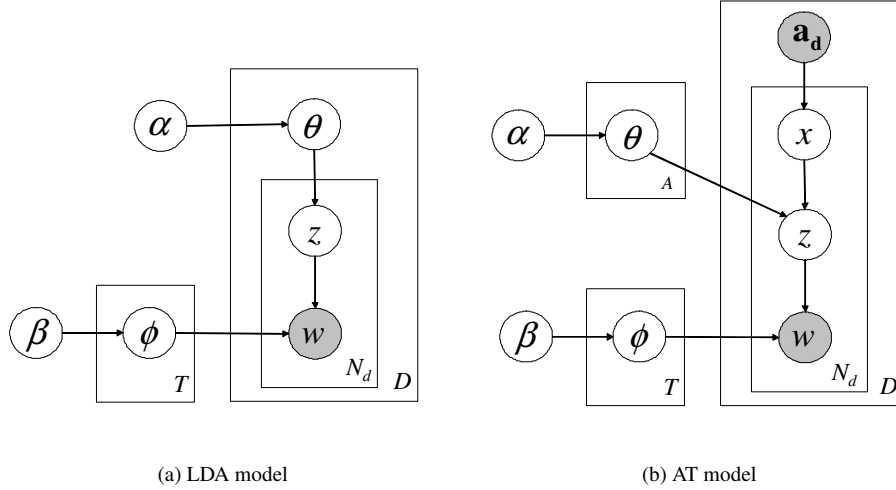 α
θ
z
β
ϕ
w
T
N_d
D
(a) LDA model
a_d
α
θ
A
x
z
β
ϕ
w
T
N_d
D
(b) AT model